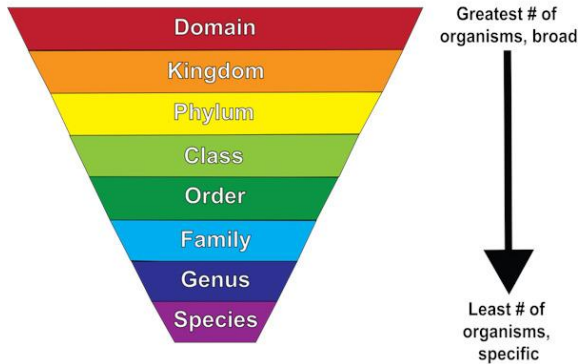 Domain
Kingdom
Phylum
Class
Order
Family
Genus
Species
Greatest # of
organisms, broad
Least # of
organisms,
specific